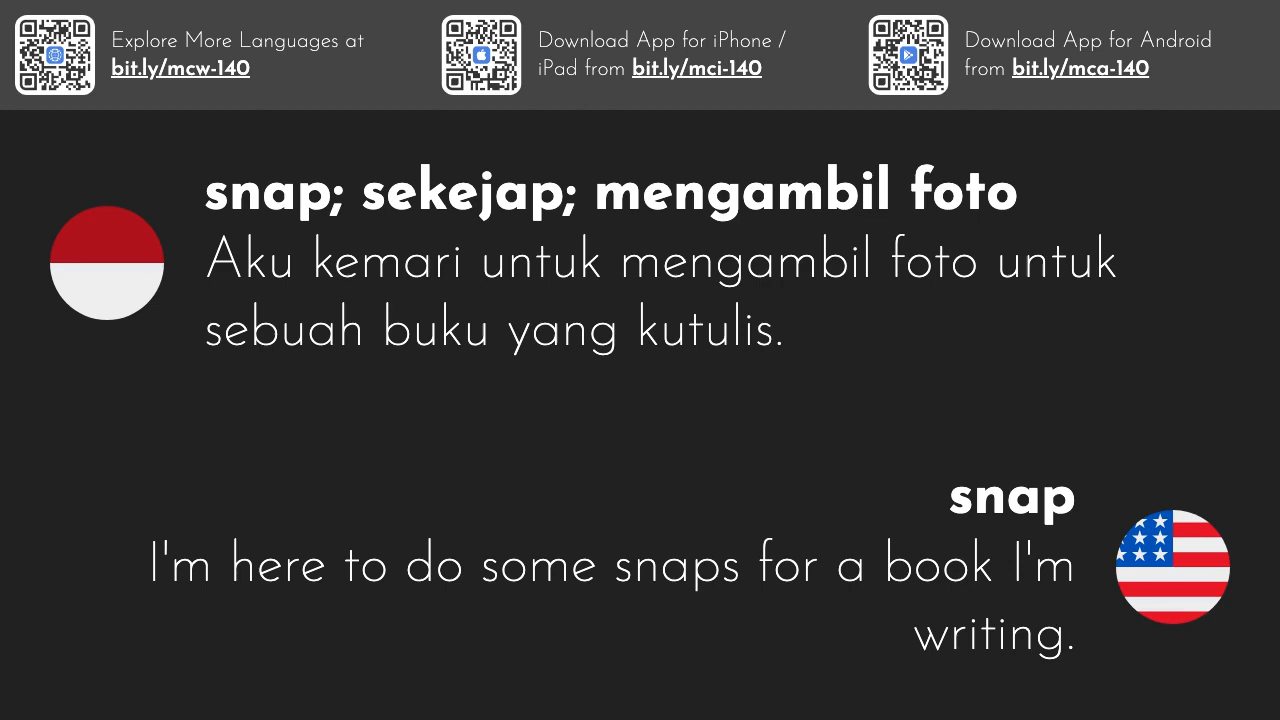 Explore More Languages at
bit.ly/mcw-140
Download App for iPhone /
iPad from bit.ly/mci-140
Download App for Android
from bit.ly/mca-140
snap; sekejap; mengambil foto
Aku kemari untuk mengambil foto untuk
sebuah buku yang kutulis.
snap
I'm here to do some snaps for a book I'm
writing.